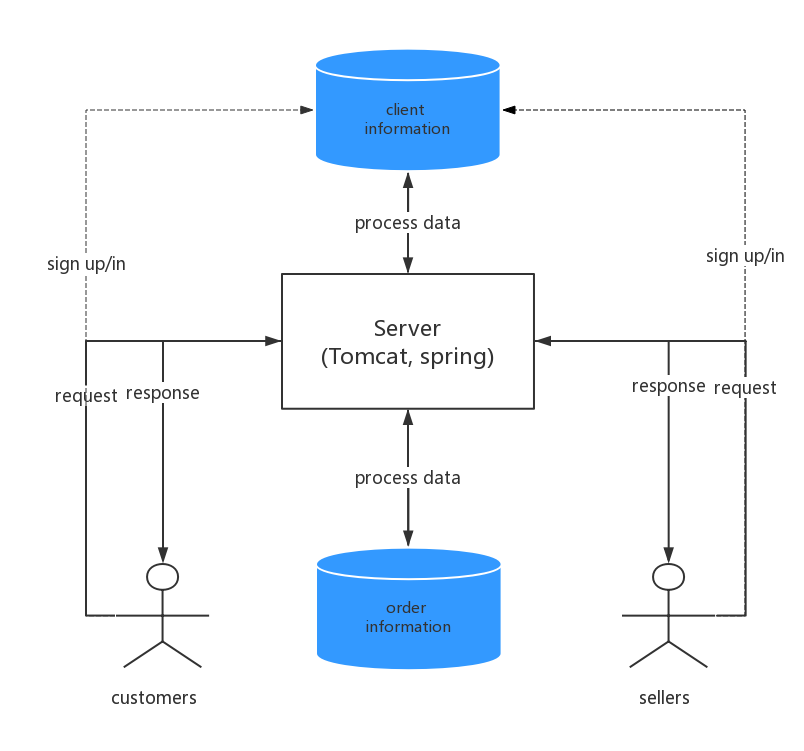 client
information
process data
sign up/in
sign up/in
Server
(Tomcat, spring)
request
response
response
request
process data
order
information
customers
sellers